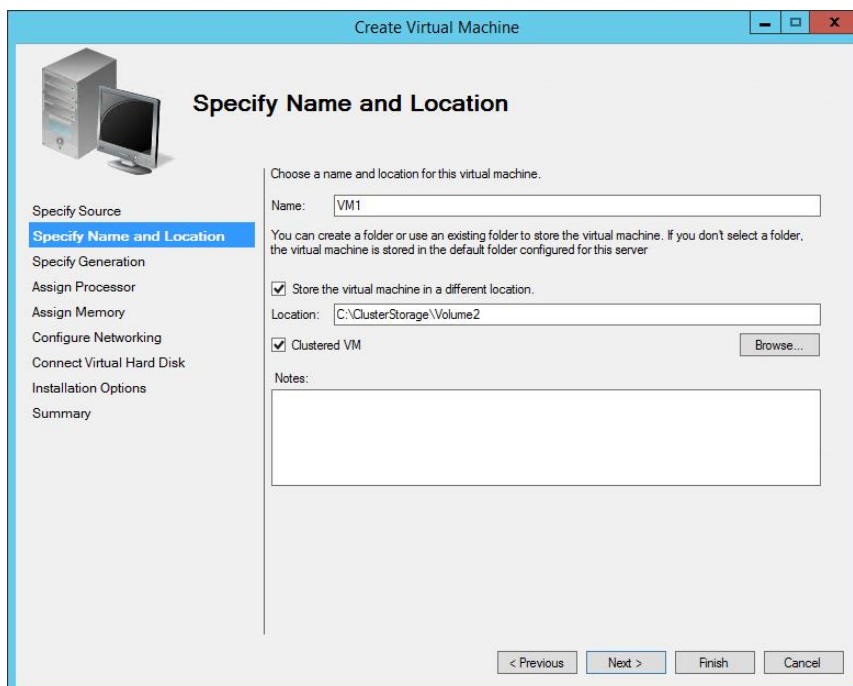 Create Virtual Machine
Specify Name and Location
Choose a name and location for this virtual machine.
Specify Source
Specify Name and Location
Specify Generation
Assign Processor
Assign Memory
Configure Networking
Connect Virtual Hard Disk
Installation Options
Summary
Name: VM1
You can create a folder or use an existing folder to store the virtual machine. If you don't select a folder,
the virtual machine is stored in the default folder configured for this server
Store the virtual machine in a different location.
Location: C:\ClusterStorage\Volume2
Clustered VM
Browse...
Notes:
< Previous
Next >
Finish
Cancel